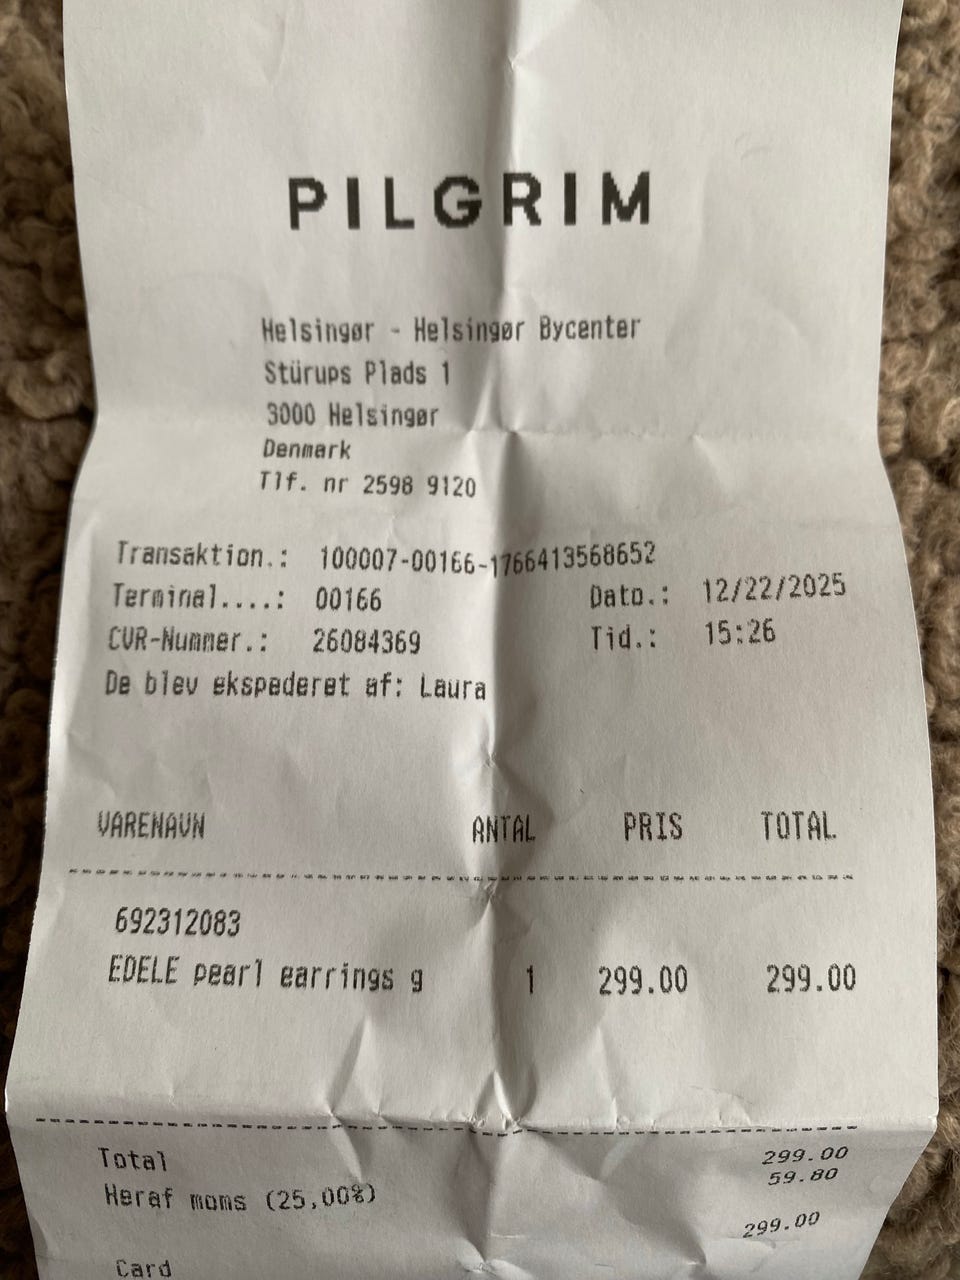 PILGRIM
Helsingør - Helsingør Bycenter
Stürups Plads 1
3000 Helsingør
Denmark
Tlf. nr 2598 9120
Transaktion.: 100007-00166-1766413568652
Terminal....: 00166 Dato.: 12/22/2025
CVR-Nummer.: 26084369 Tid.: 15:26
De blev ekspederet af: Laura
VARENAVN ANTAL PRIS TOTAL
692312083
EDELE pearl earrings g 1 299.00 299.00
Total 299.00
Heraf moms (25,00%) 59.80
Card 299.00